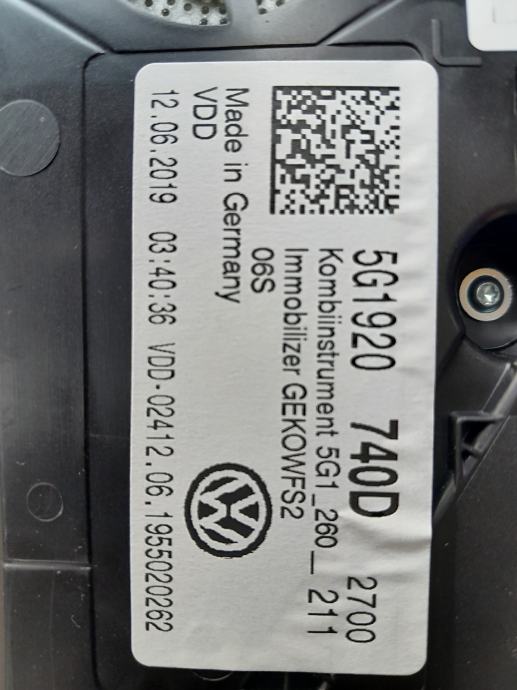 5G1920 740D 2700
Kombiinstrument 5G1_260__ 211
Immobilizer GEKOWFS2
06S
Made in Germany
VDD
12.06.2019 03:40:36 VDD-02412.06.1955020262